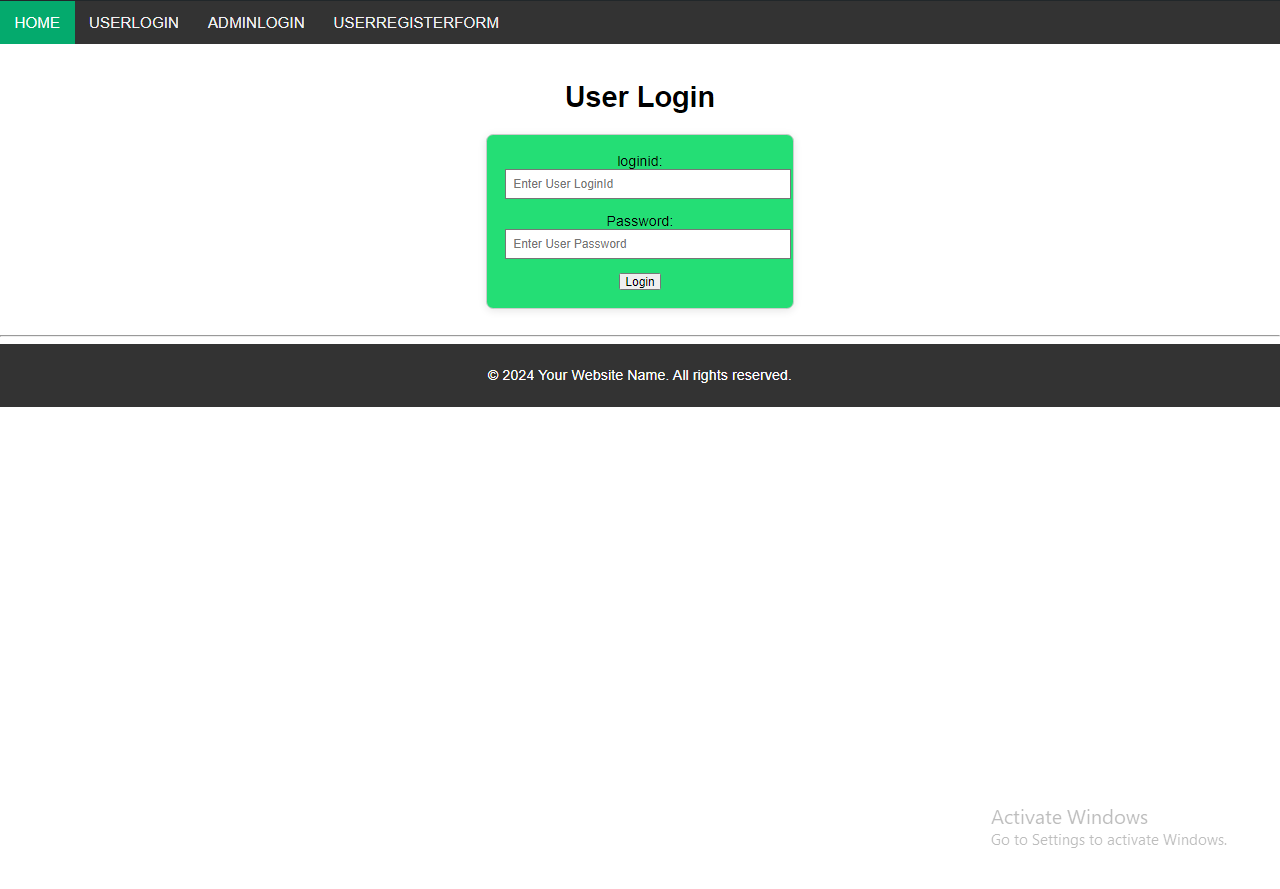 HOME USERLOGIN ADMINLOGIN USERREGISTERFORM
User Login
loginid:
Enter User LoginId
Password:
Enter User Password
Login
© 2024 Your Website Name. All rights reserved.
Activate Windows
Go to Settings to activate Windows.